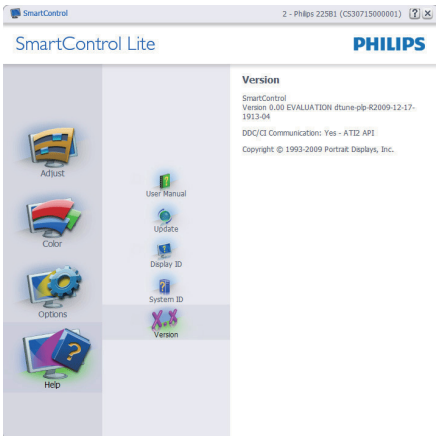 SmartControl
2 - Philips 225B1 (CS30715000001)
?
X
SmartControl Lite
PHILIPS
Adjust
Color
Options
?
Help
?
User Manual
Update
Display ID
?
System ID
X.X
Version
Version
SmartControl
Version 0.00 EVALUATION dtune-plp-R2009-12-17-
1913-04
DDC/CI Communication: Yes - ATI2 API
Copyright © 1993-2009 Portrait Displays, Inc.